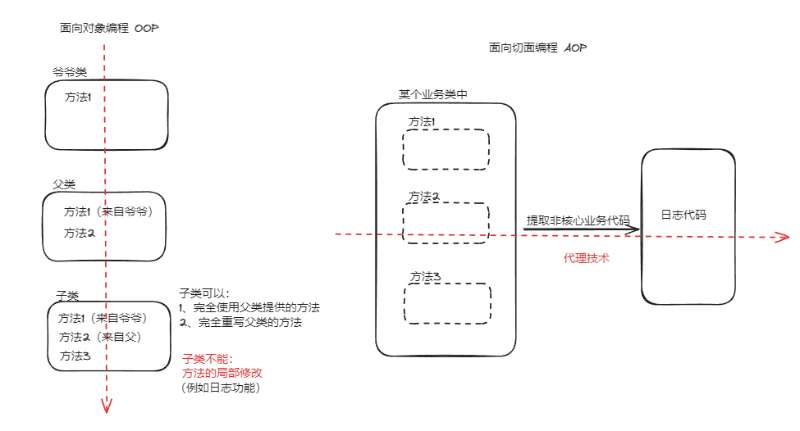 面向对象编程 OOP
爷爷类
方法1
父类
方法1（来自爷爷）
方法2
子类
方法1（来自爷爷）
方法2（来自父）
方法3
子类可以：
1、完全使用父类提供的方法
2、完全重写父类的方法
子类不能：
方法的局部修改
（例如日志功能）
面向切面编程 AOP
某个业务类中
方法1
方法2
方法3
提取非核心业务代码
代理技术
日志代码